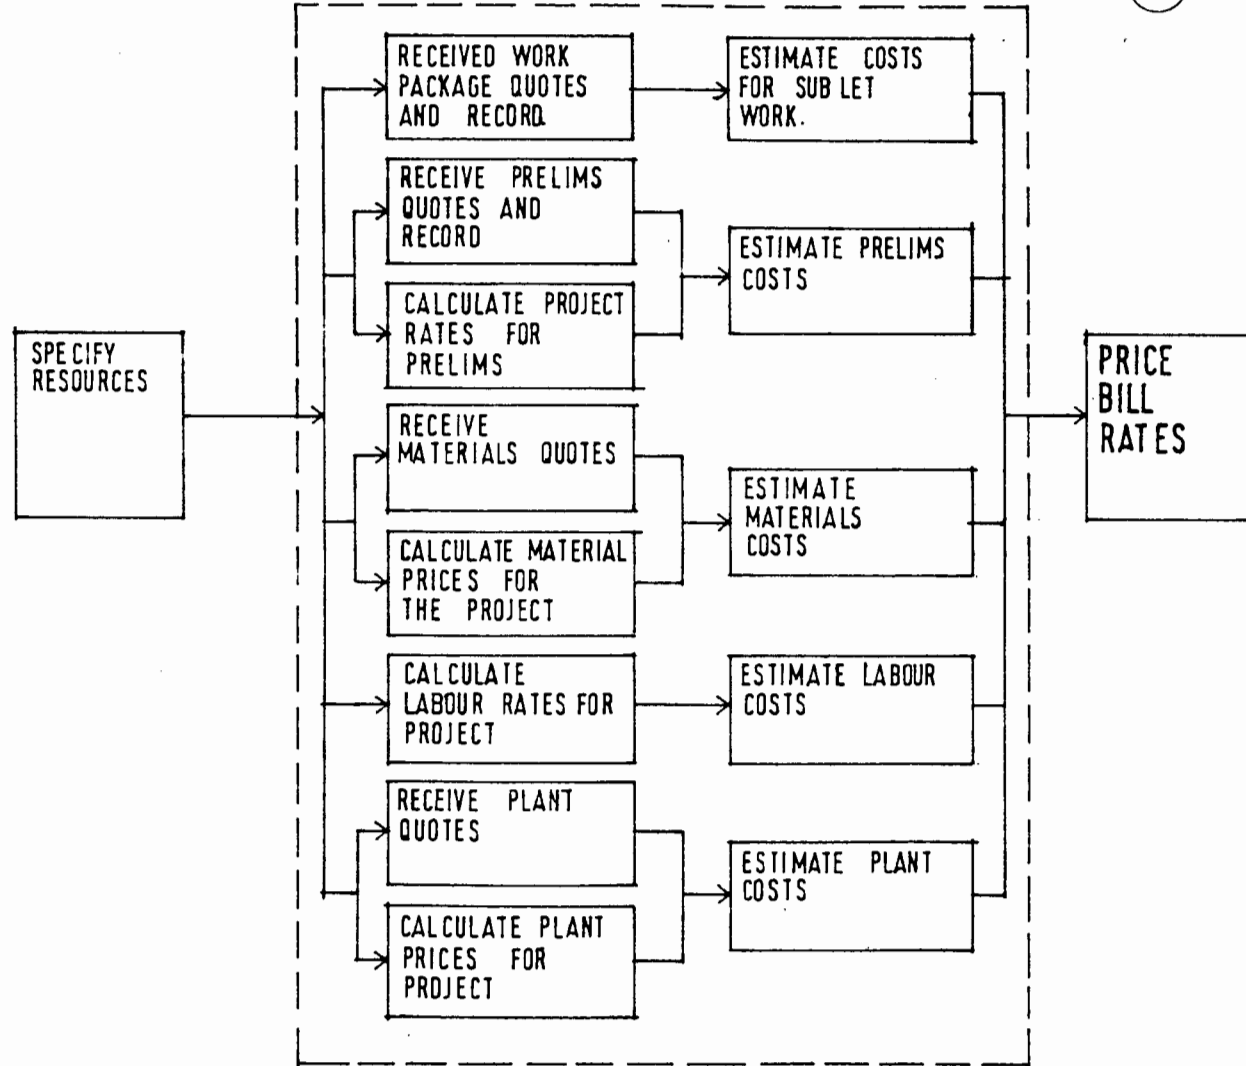 RECEIVED WORK
PACKAGE QUOTES
AND RECORD.
ESTIMATE COSTS
FOR SUB LET
WORK.
RECEIVE PRELIMS
QUOTES AND
RECORD
ESTIMATE PRELIMS
COSTS
CALCULATE PROJECT
RATES FOR
PRELIMS
SPECIFY
RESOURCES
PRICE
BILL
RATES
RECEIVE
MATERIALS QUOTES
ESTIMATE
MATERIALS
COSTS
CALCULATE MATERIAL
PRICES FOR
THE PROJECT
CALCULATE
LABOUR RATES FOR
PROJECT
ESTIMATE LABOUR
COSTS
RECEIVE PLANT
QUOTES
ESTIMATE PLANT
COSTS
CALCULATE PLANT
PRICES FOR
PROJECT